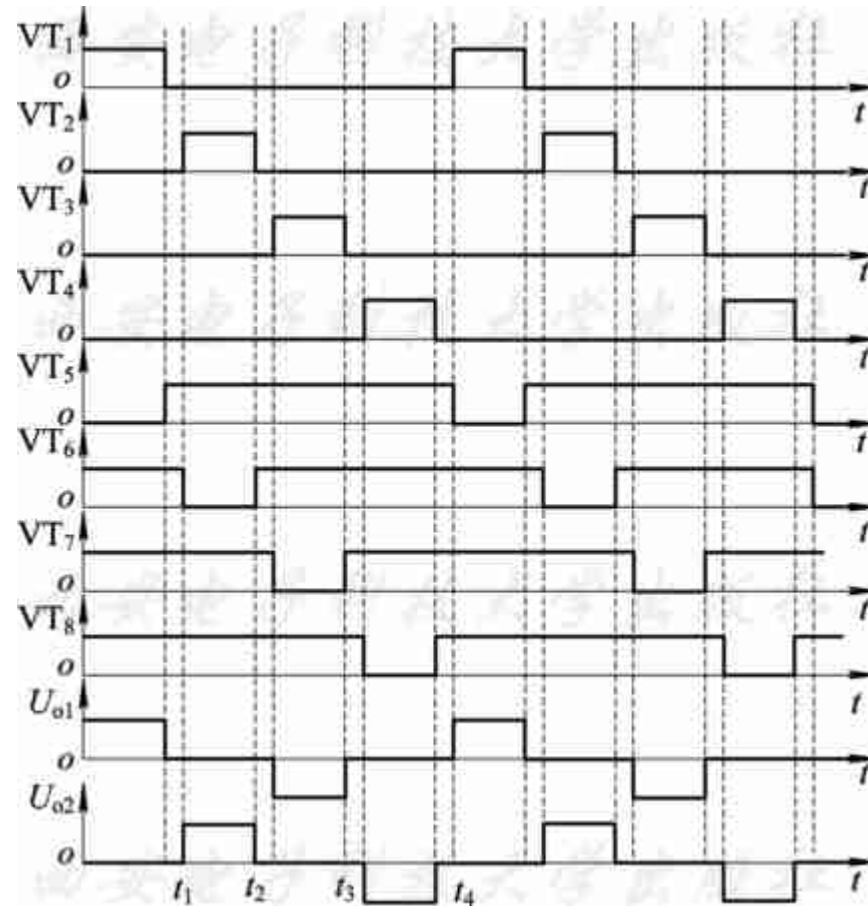 VT₁
o
t
VT₂
o
t
VT₃
o
t
VT₄
o
t
VT₅
o
t
VT₆
o
t
VT₇
o
t
VT₈
o
t
Uₒ₁
o
t
Uₒ₂
o
t
t₁ t₂ t₃ t₄